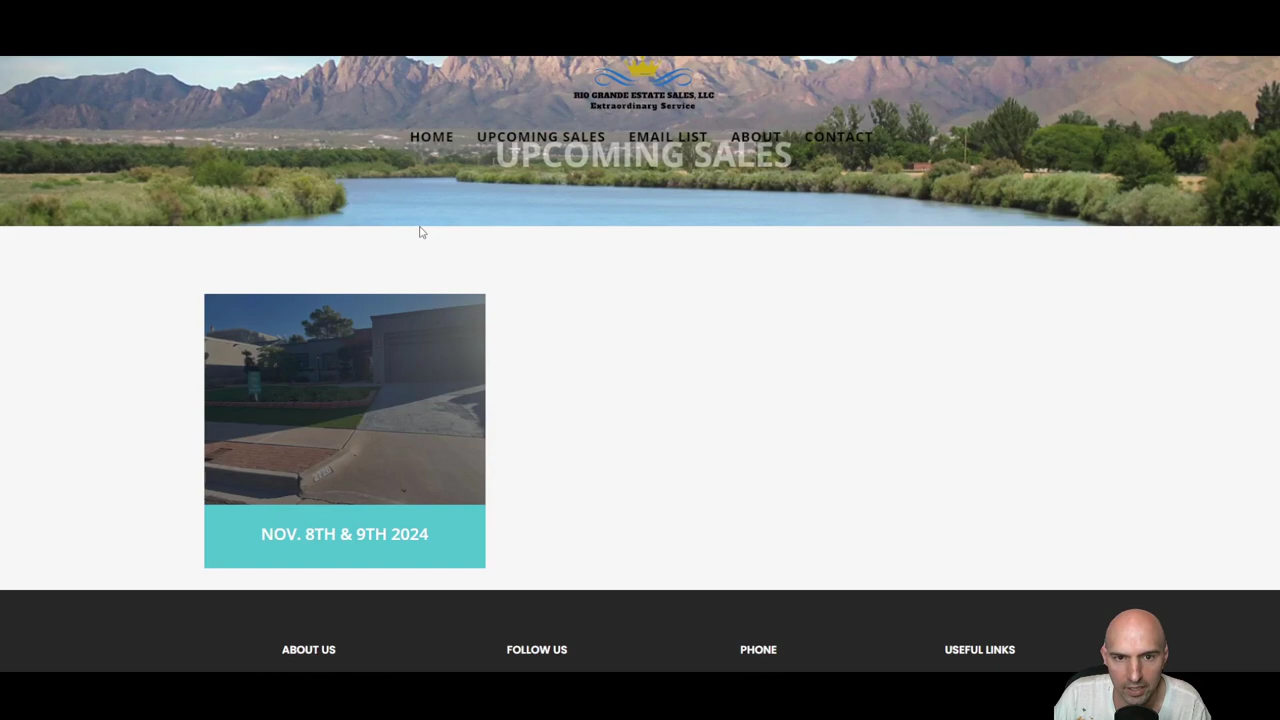 RIO GRANDE ESTATE SALES, LLC
Extraordinary Service
HOME UPCOMING SALES EMAIL LIST ABOUT CONTACT
UPCOMING SALES
NOV. 8TH & 9TH 2024
ABOUT US FOLLOW US PHONE USEFUL LINKS